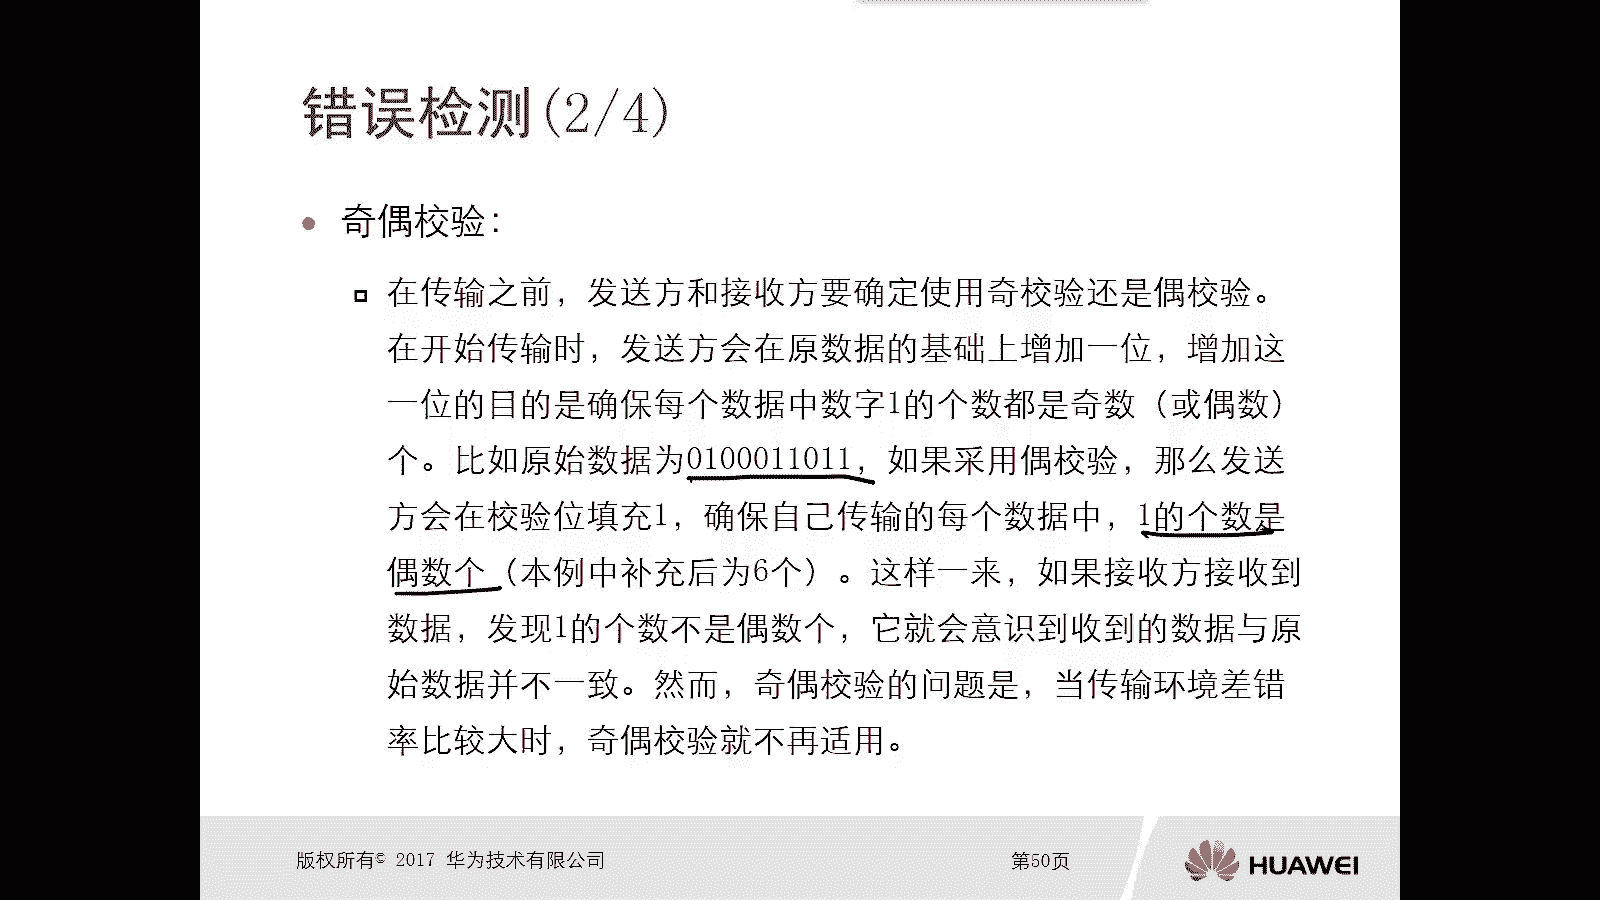 错误检测(2/4)
奇偶校验：
在传输之前，发送方和接收方要确定使用奇校验还是偶校验。
在开始传输时，发送方会在原数据的基础上增加一位，增加这
一位的目的是确保每个数据中数字1的个数都是奇数（或偶数）
个。比如原始数据为0100011011，如果采用偶校验，那么发送
方会在校验位填充1，确保自己传输的每个数据中，1的个数是
偶数个（本例中补充后为6个）。这样一来，如果接收方接收到
数据，发现1的个数不是偶数个，它就会意识到收到的数据与原
始数据并不一致。然而，奇偶校验的问题是，当传输环境差错
率比较大时，奇偶校验就不再适用。
版权所有© 2017 华为技术有限公司
第50页
HUAWEI